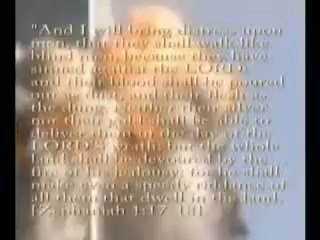 "And I will bring distress upon
men, that they shall walk like
blind men, because they have
sinned against the LORD:
and their blood shall be poured
out as dust, and their flesh as
the dung. Neither their silver
nor their gold shall be able to
deliver them in the day of the
LORD'S wrath; but the whole
land shall be devoured by the
fire of his jealousy: for he shall
make even a speedy riddance of
all them that dwell in the land.
[Zephaniah 1:17-18]